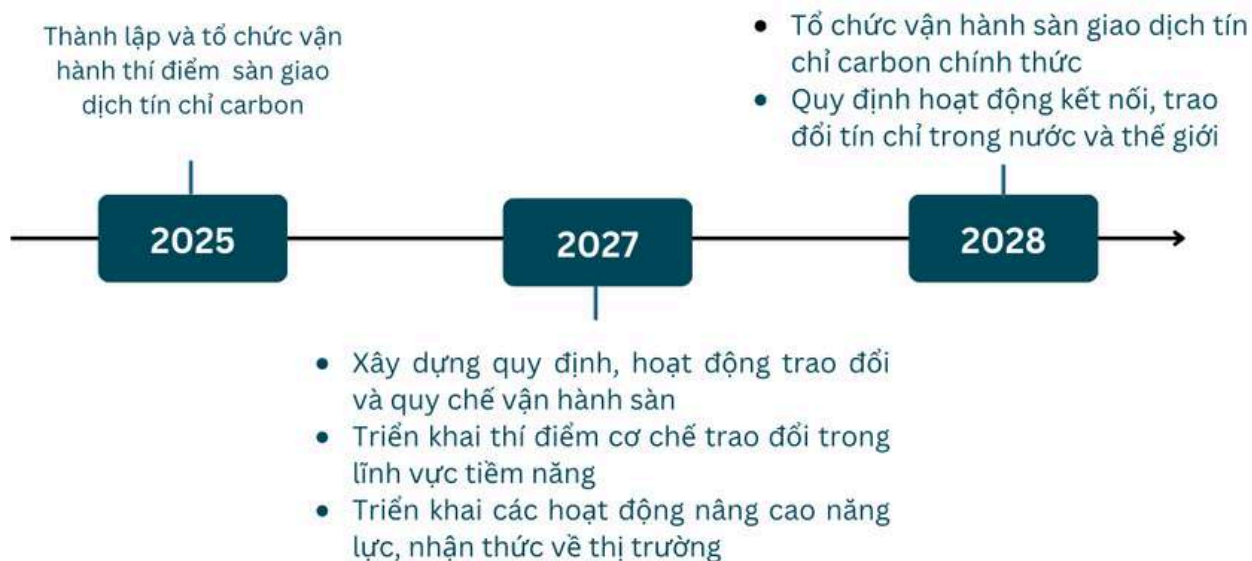 Thành lập và tổ chức vận
hành thí điểm sàn giao
dịch tín chỉ carbon
2025
• Xây dựng quy định, hoạt động trao đổi
và quy chế vận hành sàn
• Triển khai thí điểm cơ chế trao đổi trong
lĩnh vực tiềm năng
• Triển khai các hoạt động nâng cao năng
lực, nhận thức về thị trường
2027
• Tổ chức vận hành sàn giao dịch tín
chỉ carbon chính thức
• Quy định hoạt động kết nối, trao
đổi tín chỉ trong nước và thế giới
2028